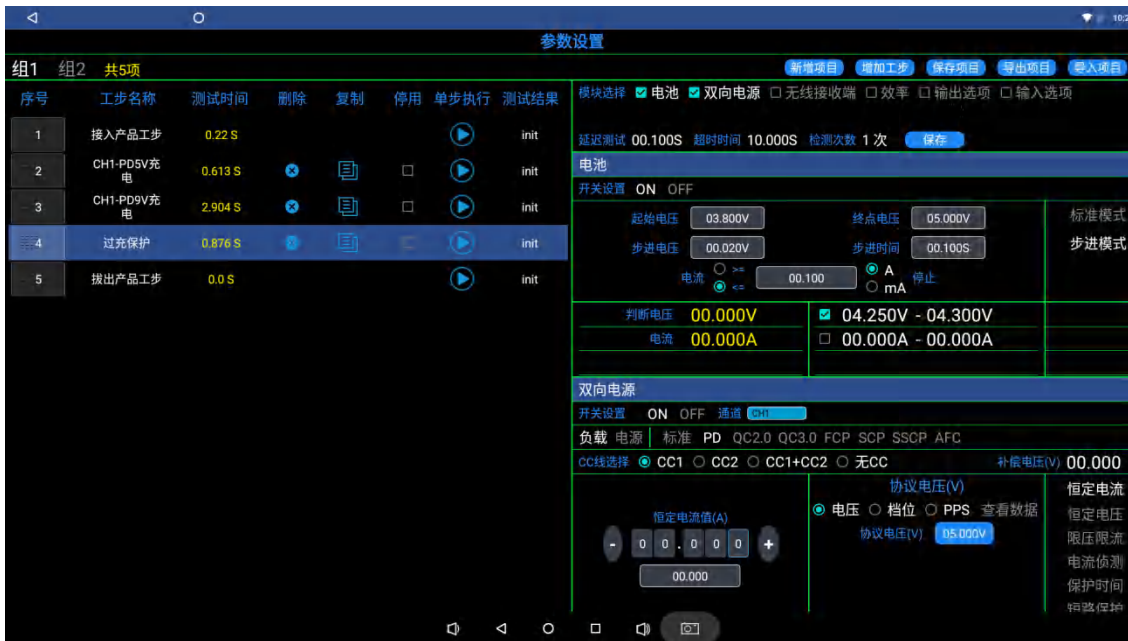 10:2
参数设置
组1 组2 共5项 新增项目 增加工步 保存项目 导出项目 导入项目
序号 工步名称 测试时间 删除 复制 停用 单步执行 测试结果
1 接入产品工步 0.22 S init
2 CH1-PD5V充电 0.613 S init
3 CH1-PD9V充电 2.904 S init
4 过充保护 0.876 S init
5 拔出产品工步 0.0 S init
模块选择 电池 双向电源 无线接收端 效率 输出选项 输入选项
延迟测试 00.100S 超时时间 10.000S 检测次数 1 次 保存
电池
开关设置 ON OFF
起始电压 03.800V 终点电压 05.000V 标准模式
步进电压 00.020V 步进时间 00.100S 步进模式
电流 >= <= 00.100 A mA 停止
判断电压 00.000V 04.250V - 04.300V
电流 00.000A 00.000A - 00.000A
双向电源
开关设置 ON OFF 通道 CH1
负载 电源 标准 PD QC2.0 QC3.0 FCP SCP SSCP AFC
CC线选择 CC1 CC2 CC1+CC2 无CC 补偿电压(V) 00.000
恒定电流值(A)
- 0 0 . 0 0 0 +
00.000
协议电压(V)
电压 档位 PPS 查看数据
协议电压(V) 05.000V
恒定电流
恒定电压
限压限流
电流侦测
保护时间
短路保护